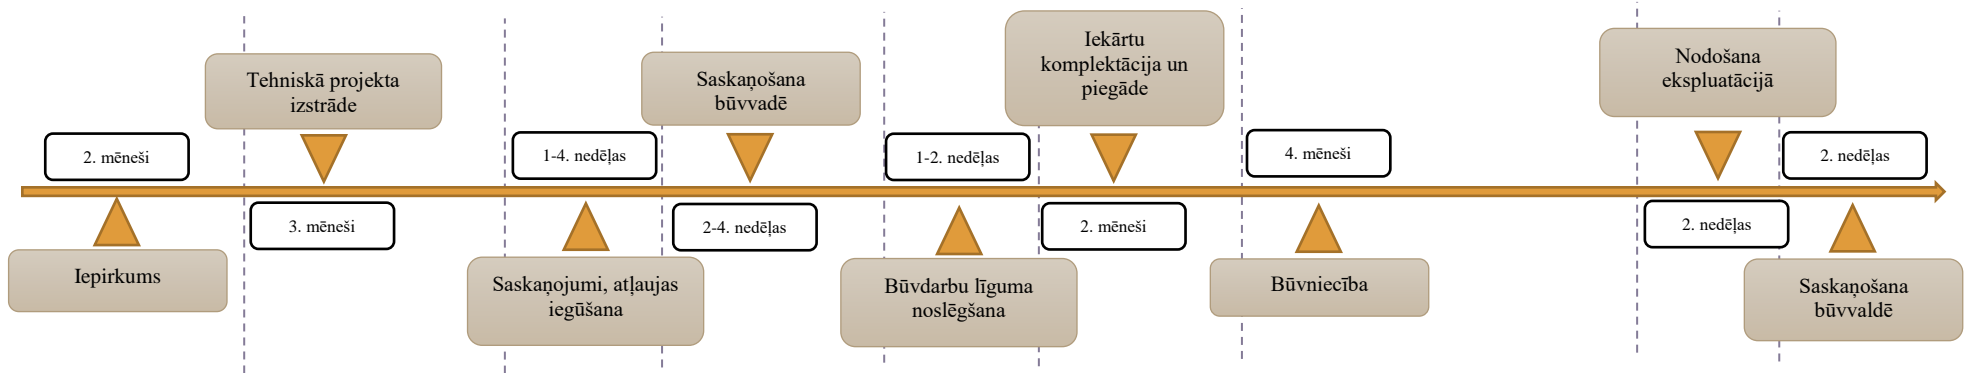 2. mēneši
Iepirkums
Tehniskā projekta
izstrāde
3. mēneši
1-4. nedēļas
Saskaņojumi, atļaujas
iegūšana
Saskaņošana
būvvadē
2-4. nedēļas
1-2. nedēļas
Būvdarbu līguma
noslēgšana
Iekārtu
komplektācija un
piegāde
2. mēneši
4. mēneši
Būvniecība
Nodošana
ekspluatācijā
2. nedēļas
2. nedēļas
Saskaņošana
būvvaldē